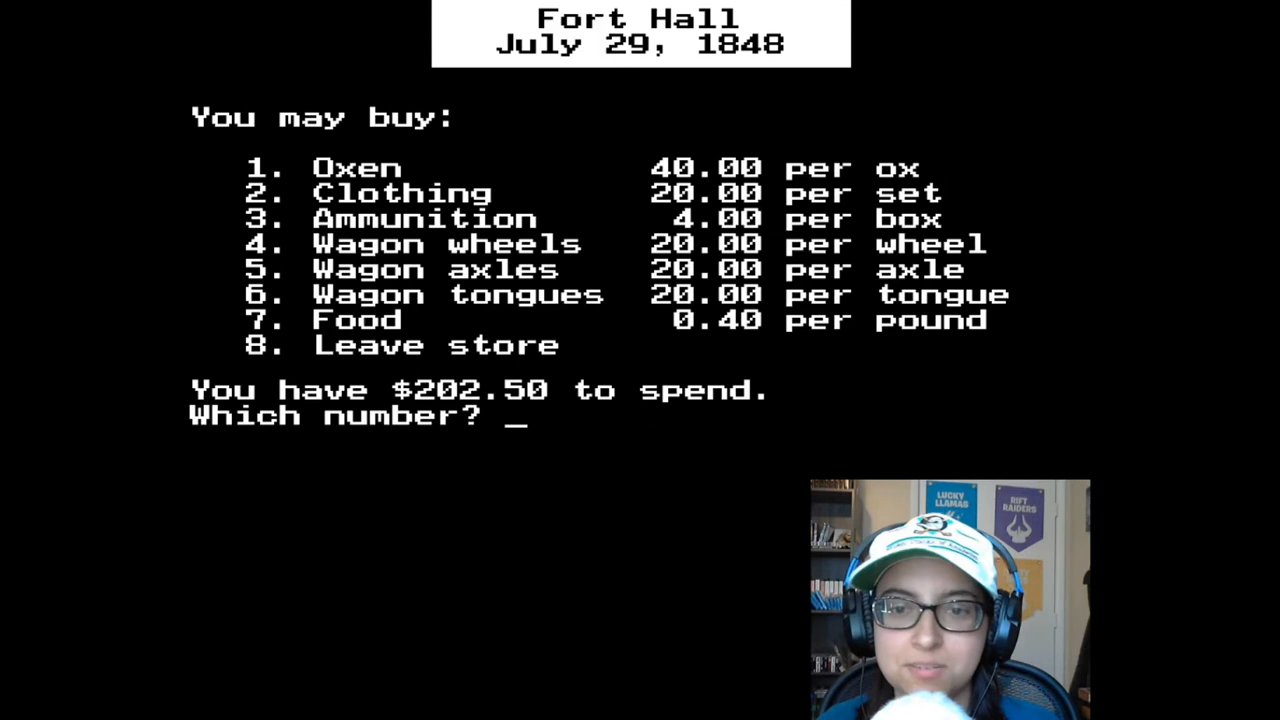 Fort Hall
July 29, 1848
You may buy:
1. Oxen 40.00 per ox
2. Clothing 20.00 per set
3. Ammunition 4.00 per box
4. Wagon wheels 20.00 per wheel
5. Wagon axles 20.00 per axle
6. Wagon tongues 20.00 per tongue
7. Food 0.40 per pound
8. Leave store
You have $202.50 to spend.
Which number? _
LUCKY
LLAMAS
RIFT
RAIDERS